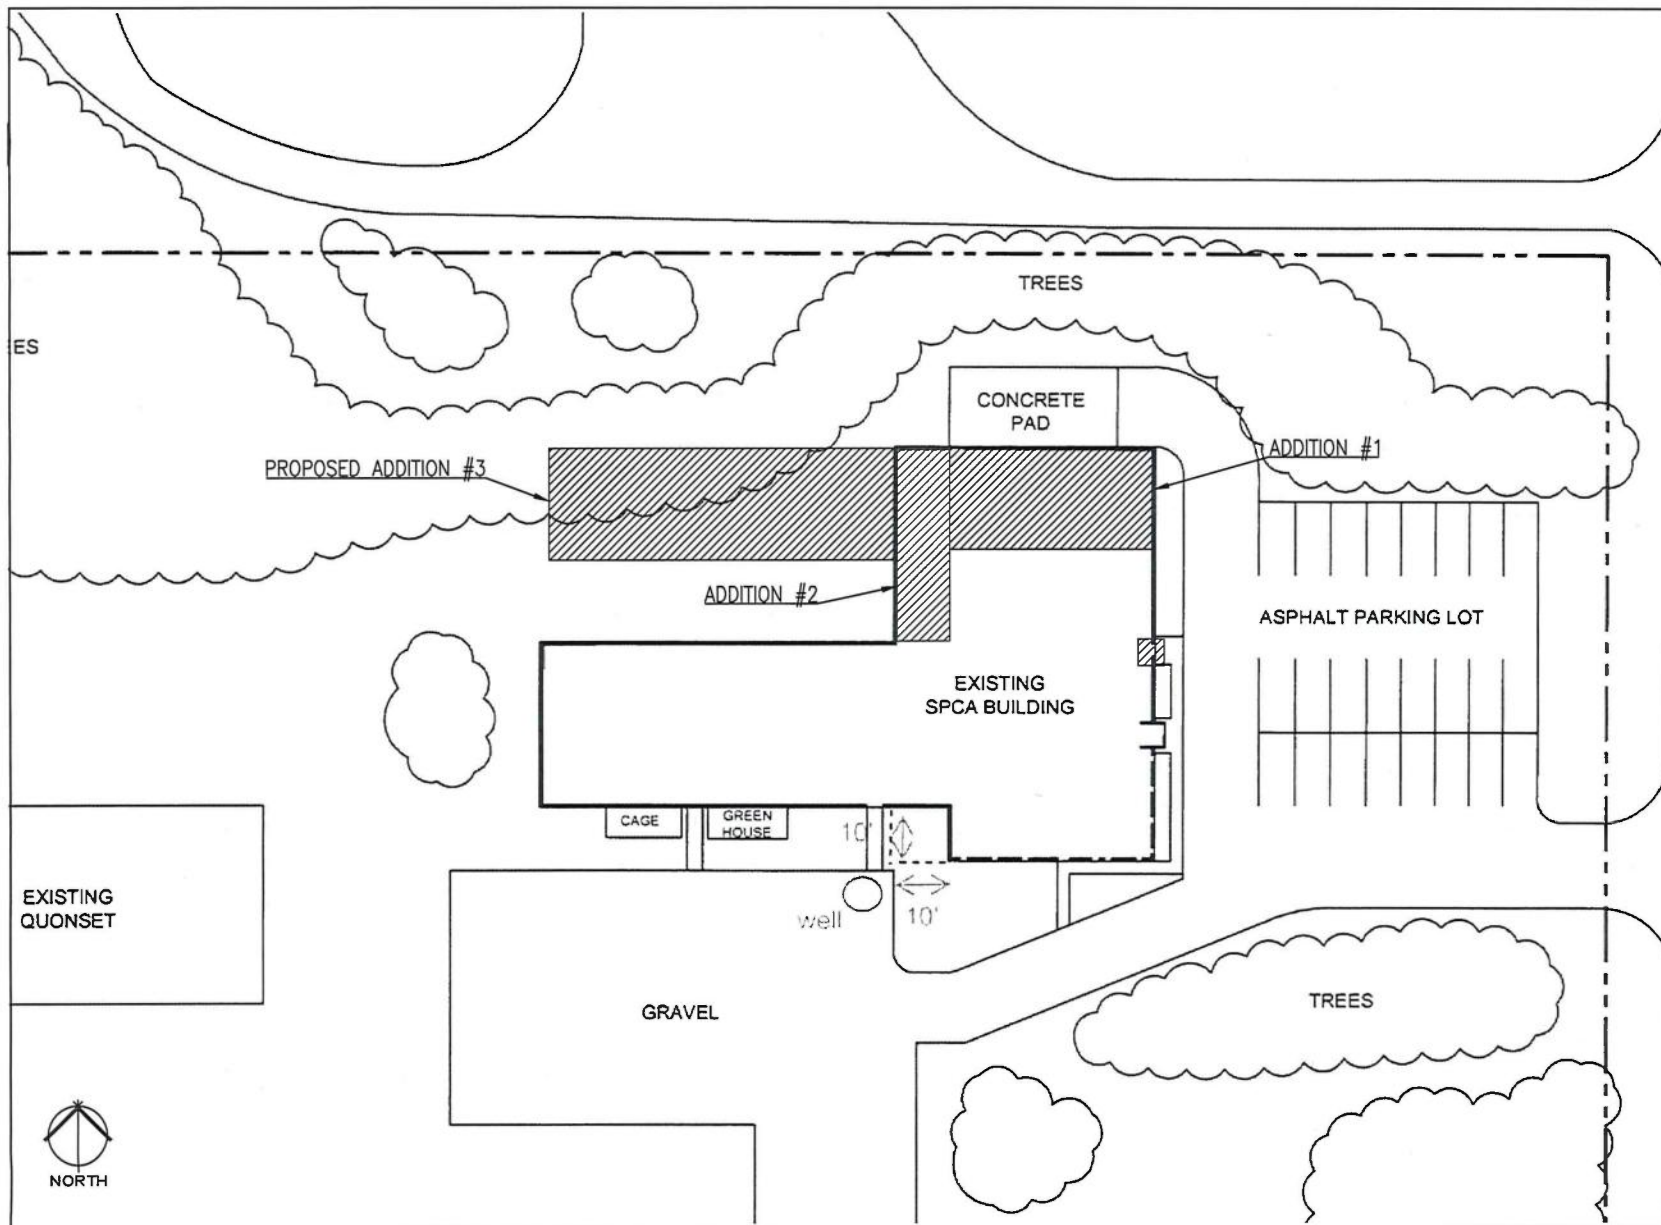 TREES
ES
CONCRETE
PAD
ADDITION #1
PROPOSED ADDITION #3
ADDITION #2
ASPHALT PARKING LOT
EXISTING
SPCA BUILDING
CAGE
GREEN
HOUSE
10'
10'
well
EXISTING
QUONSET
GRAVEL
TREES
NORTH